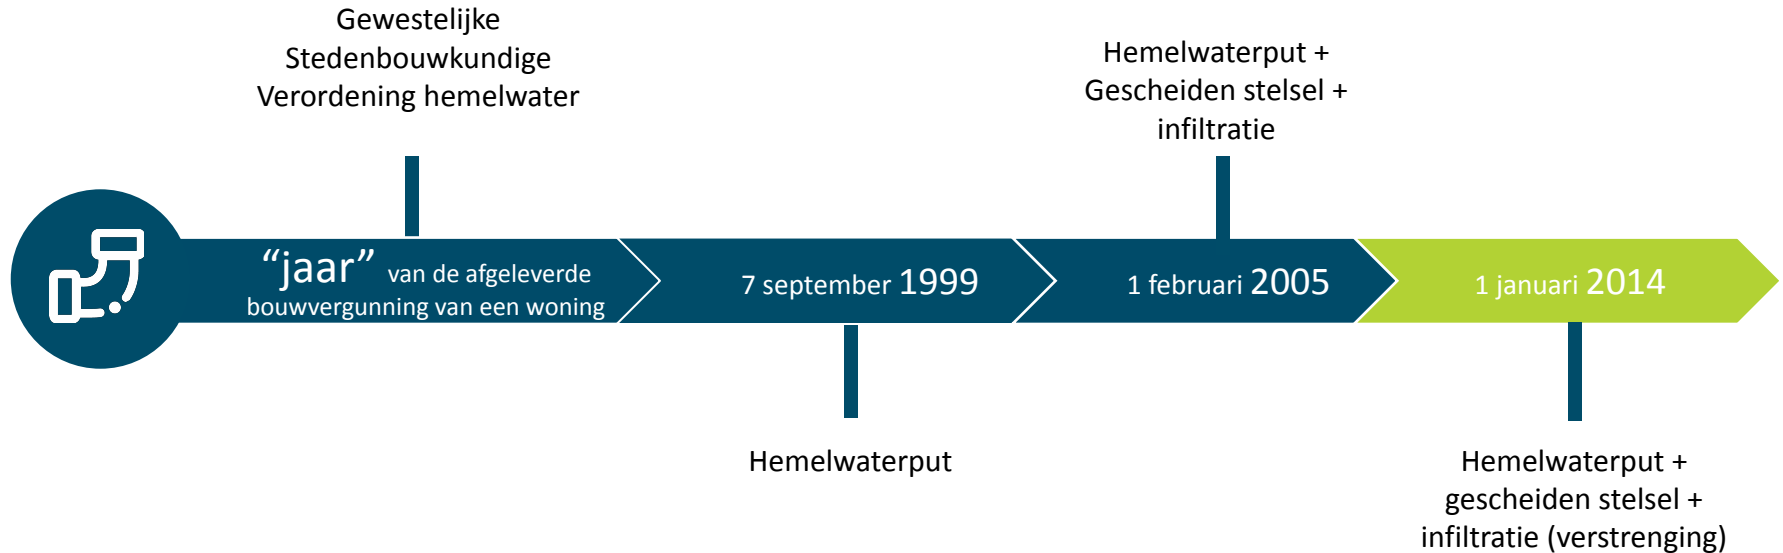 Gewestelijke
Stedenbouwkundige
Verordening hemelwater
Hemelwaterput +
Gescheiden stelsel +
infiltratie
“jaar” van de afgeleverde
bouwvergunning van een woning
7 september 1999
1 februari 2005
1 januari 2014
Hemelwaterput
Hemelwaterput +
gescheiden stelsel +
infiltratie (verstrenging)